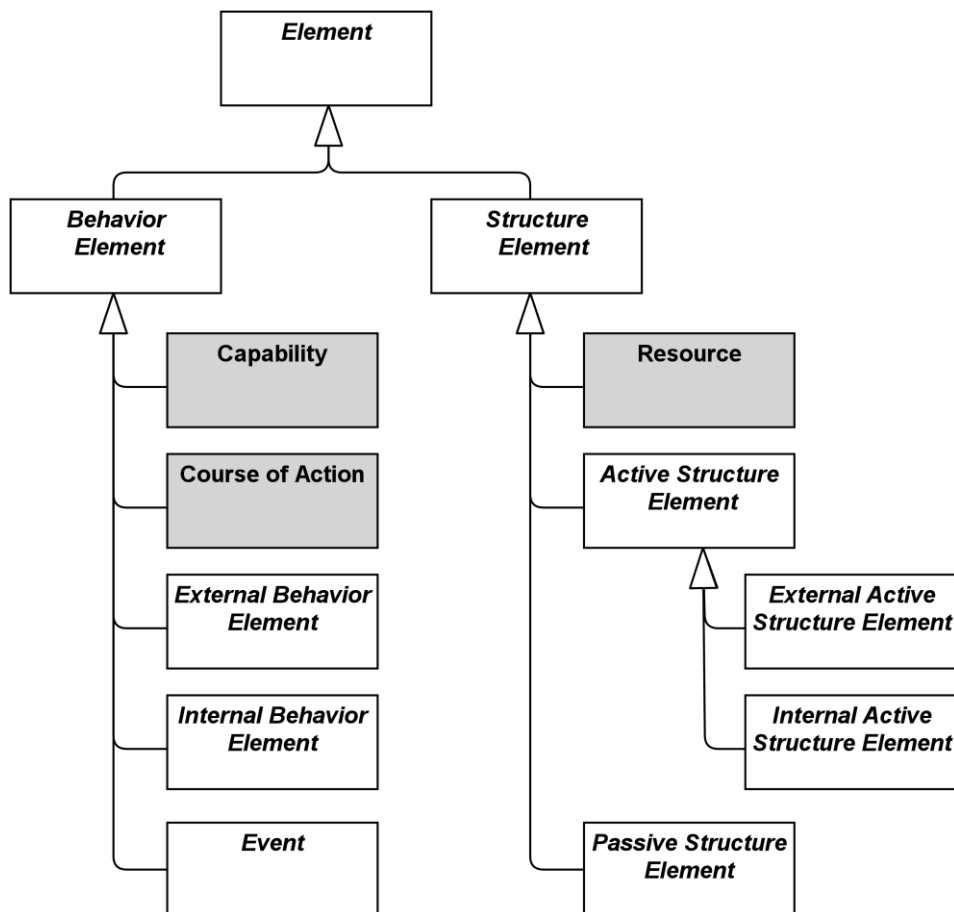 Element
Behavior
Element
Structure
Element
Capability
Resource
Course of Action
Active Structure
Element
External Behavior
Element
External Active
Structure Element
Internal Behavior
Element
Internal Active
Structure Element
Event
Passive Structure
Element